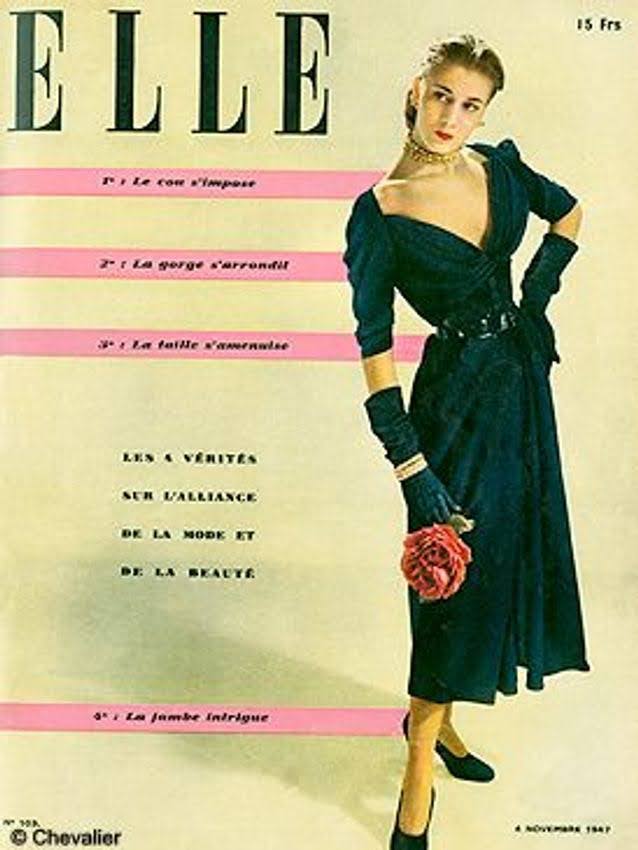 ELLE
15 Frs
1° : Le cou s'impose
2° : La gorge s'arrondit
3° : La taille s'amenuise
LES 4 VÉRITÉS
SUR L'ALLIANCE
DE LA MODE ET
DE LA BEAUTÉ
4° : La jambe intrigue
N° 103.
4 NOVEMBRE 1947
© Chevalier